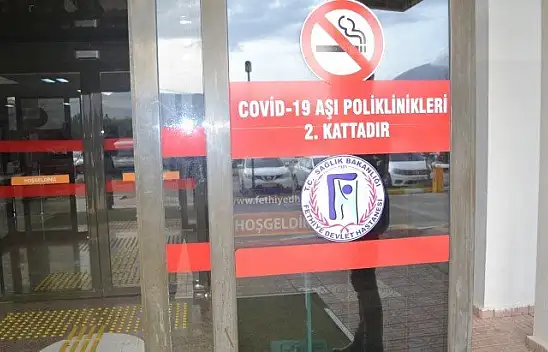 COVID-19 AŞI POLİKLİNİKLERİ
2. KATTADIR
T.C. SAĞLIK BAKANLIĞI
FETHİYE DEVLET HASTANESİ
www.fethiyedh
HOŞGELDİNİZ
HOŞGELDİNİZ